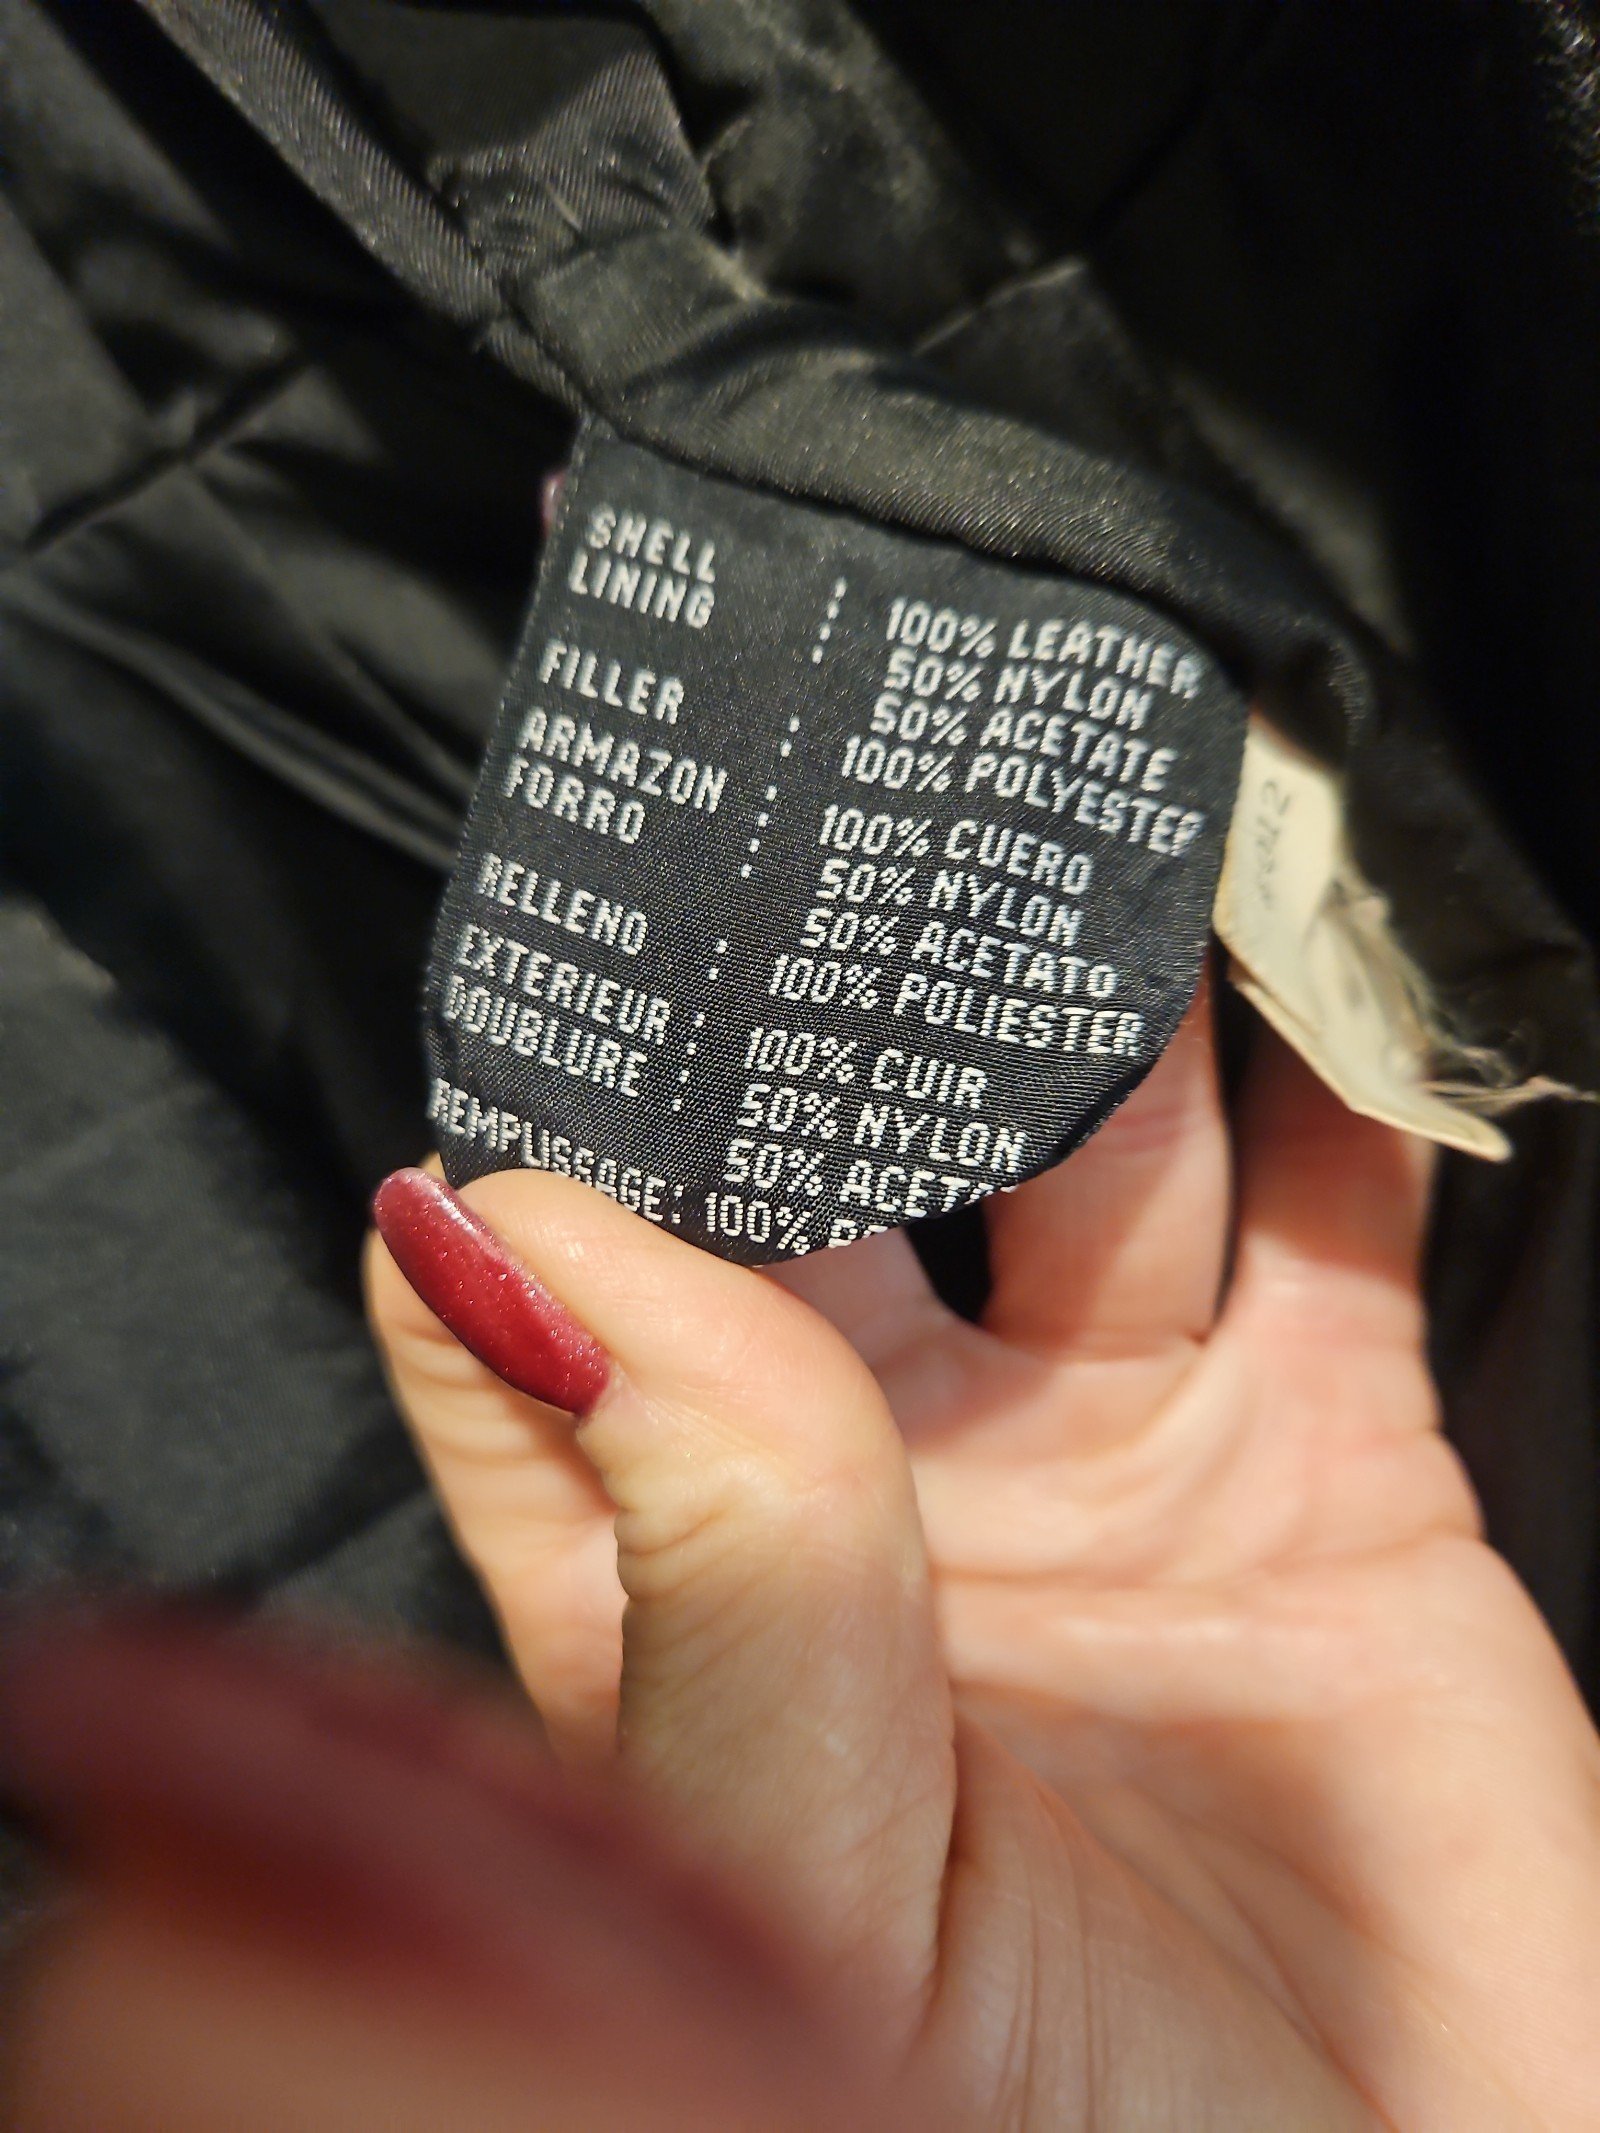 SHELL : 100% LEATHER
LINING : 50% NYLON
50% ACETATE
FILLER : 100% POLYESTER
ARMAZON : 100% CUERO
FORRO : 50% NYLON
50% ACETATO
RELLENO : 100% POLIESTER
EXTERIEUR : 100% CUIR
DOUBLURE : 50% NYLON
50%
: 100%